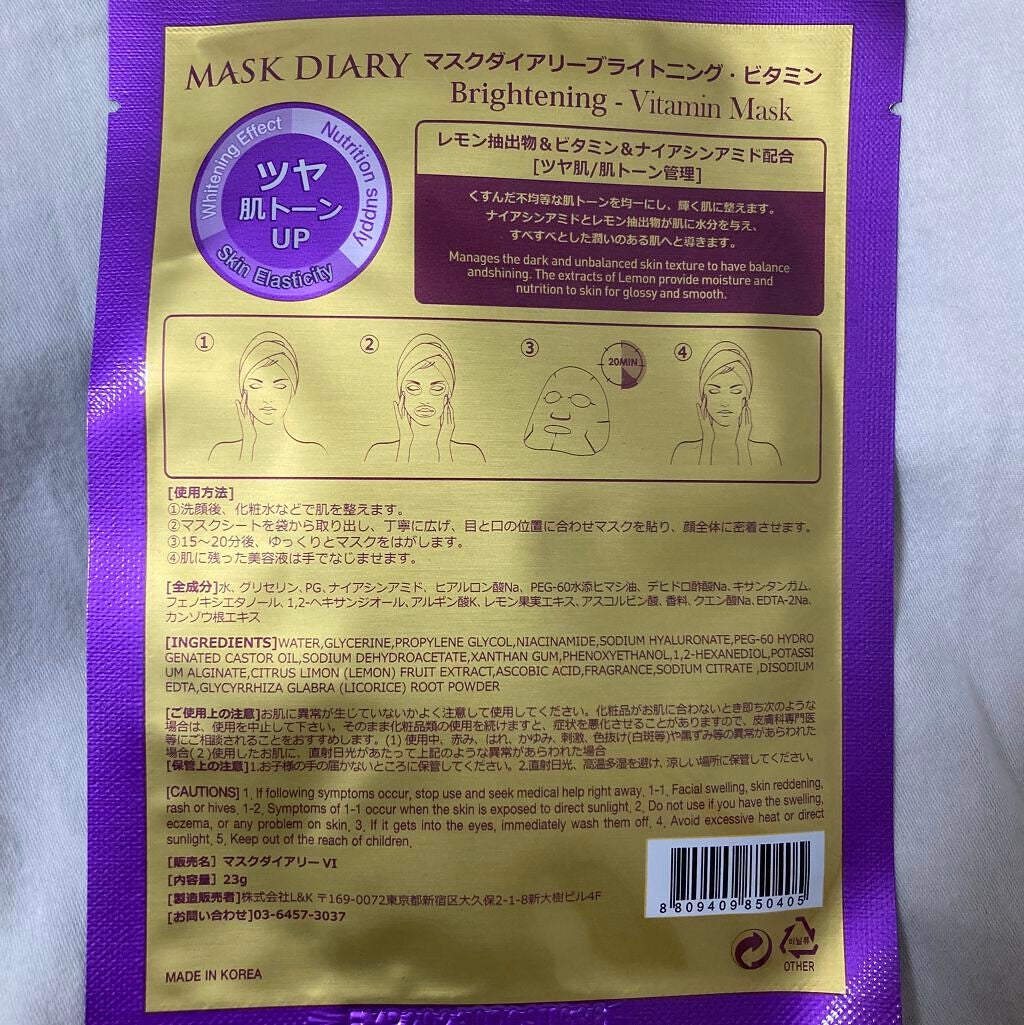 MASK DIARY マスクダイアリーブライトニング・ビタミン
Brightening - Vitamin Mask
Whitening Effect
Nutrition supply
Skin Elasticity
ツヤ
肌トーン
UP
レモン抽出物＆ビタミン＆ナイアシンアミド配合
[ツヤ肌/肌トーン管理]
くすんだ不均等な肌トーンを均一にし、輝く肌に整えます。
ナイアシンアミドとレモン抽出物が肌に水分を与え、
すべすべとした潤いのある肌へと導きます。
Manages the dark and unbalanced skin texture to have balance
andshining. The extracts of Lemon provide moisture and
nutrition to skin for glossy and smooth.
① ② ③ 20MIN ④
[使用方法]
①洗顔後、化粧水などで肌を整えます。
②マスクシートを袋から取り出し、丁寧に広げ、目と口の位置に合わせマスクを貼り、顔全体に密着させます。
③15～20分後、ゆっくりとマスクをはがします。
④肌に残った美容液は手でなじませます。
[全成分]水、グリセリン、PG、ナイアシンアミド、ヒアルロン酸Na、PEG-60水添ヒマシ油、デヒドロ酢酸Na、キサンタンガム、
フェノキシエタノール、1,2-ヘキサンジオール、アルギン酸K、レモン果実エキス、アスコルビン酸、香料、クエン酸Na、EDTA-2Na、
カンゾウ根エキス
[INGREDIENTS]WATER,GLYCERINE,PROPYLENE GLYCOL,NIACINAMIDE,SODIUM HYALURONATE,PEG-60 HYDRO
GENATED CASTOR OIL,SODIUM DEHYDROACETATE,XANTHAN GUM,PHENOXYETHANOL,1,2-HEXANEDIOL,POTASSI
UM ALGINATE,CITRUS LIMON (LEMON) FRUIT EXTRACT,ASCOBIC ACID,FRAGRANCE,SODIUM CITRATE ,DISODIUM
EDTA,GLYCYRRHIZA GLABRA (LICORICE) ROOT POWDER
[ご使用上の注意]お肌に異常が生じていないかよく注意して使用してください。化粧品がお肌に合わないとき即ち次のような
場合は、使用を中止して下さい。そのまま化粧品類の使用を続けますと、症状を悪化させることがありますので、皮膚科専門医
等にご相談されることをおすすめします。(1) 使用中、赤み、はれ、かゆみ、刺激、色抜け(白斑等)や黒ずみ等の異常があらわれた
場合(2)使用したお肌に、直射日光があたって上記のような異常があらわれた場合
[保管上の注意]1.お子様の手の届かないところに保管してください。2.直射日光、高温多湿を避け、涼しい場所に保管してください。
[CAUTIONS] 1. If following symptoms occur, stop use and seek medical help right away. 1-1. Facial swelling, skin reddening,
rash or hives. 1-2. Symptoms of 1-1 occur when the skin is exposed to direct sunlight. 2. Do not use if you have the swelling,
eczema, or any problem on skin. 3. If it gets into the eyes, immediately wash them off. 4. Avoid excessive heat or direct
sunlight. 5. Keep out of the reach of children.
[販売名] マスクダイアリー VI
[内容量] 23g
[製造販売者]株式会社L&K 〒169-0072東京都新宿区大久保2-1-8新大樹ビル4F
[お問い合わせ]03-6457-3037
8 809409 850405
비닐류
OTHER
MADE IN KOREA